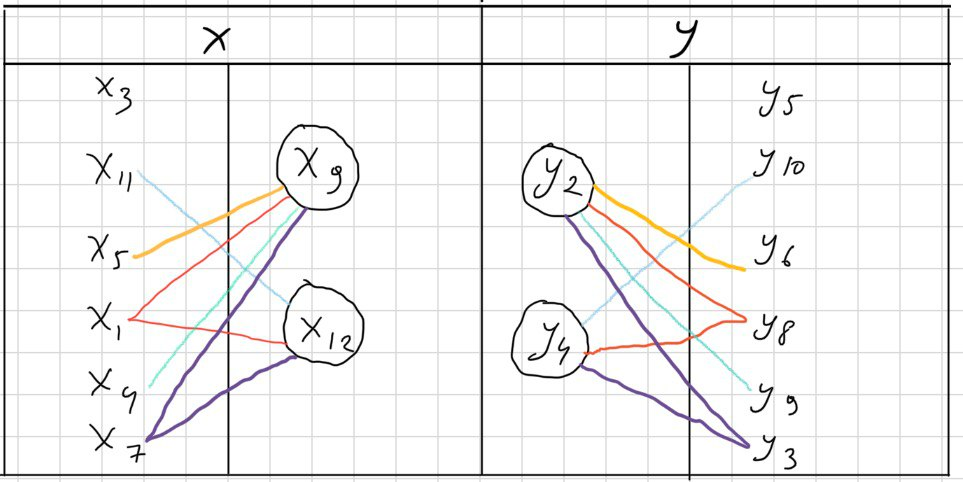 x y
x3 y5
x11 x9 y2 y10
x5 y6
x1 x12 y4 y8
x4 y9
x7 y3